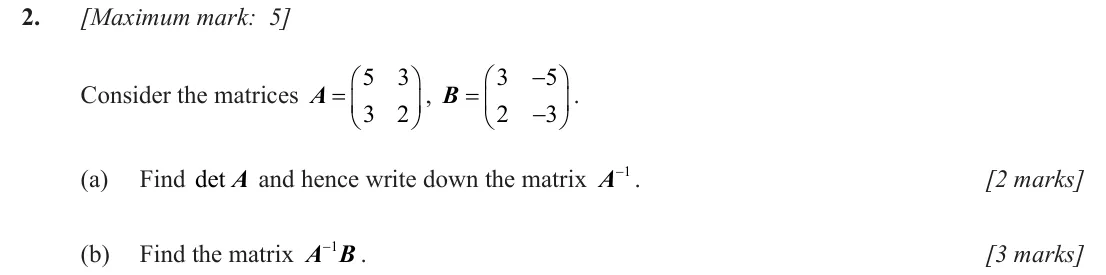 2. [Maximum mark: 5]
Consider the matrices A = (5 3; 3 2), B = (3 −5; 2 −3).
(a) Find det A and hence write down the matrix A⁻¹. [2 marks]
(b) Find the matrix A⁻¹B. [3 marks]